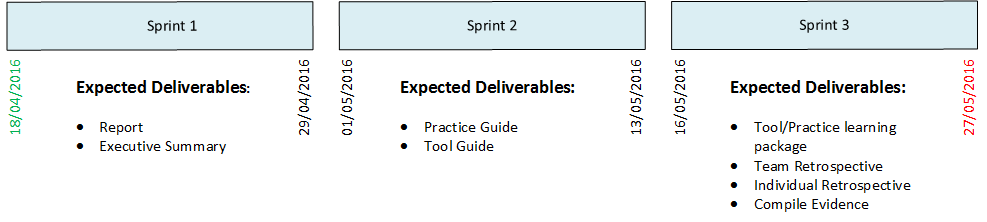 Sprint 1
18/04/2016
Expected Deliverables:
• Report
• Executive Summary
29/04/2016
Sprint 2
01/05/2016
Expected Deliverables:
• Practice Guide
• Tool Guide
13/05/2016
Sprint 3
16/05/2016
Expected Deliverables:
• Tool/Practice learning
package
• Team Retrospective
• Individual Retrospective
• Compile Evidence
27/05/2016